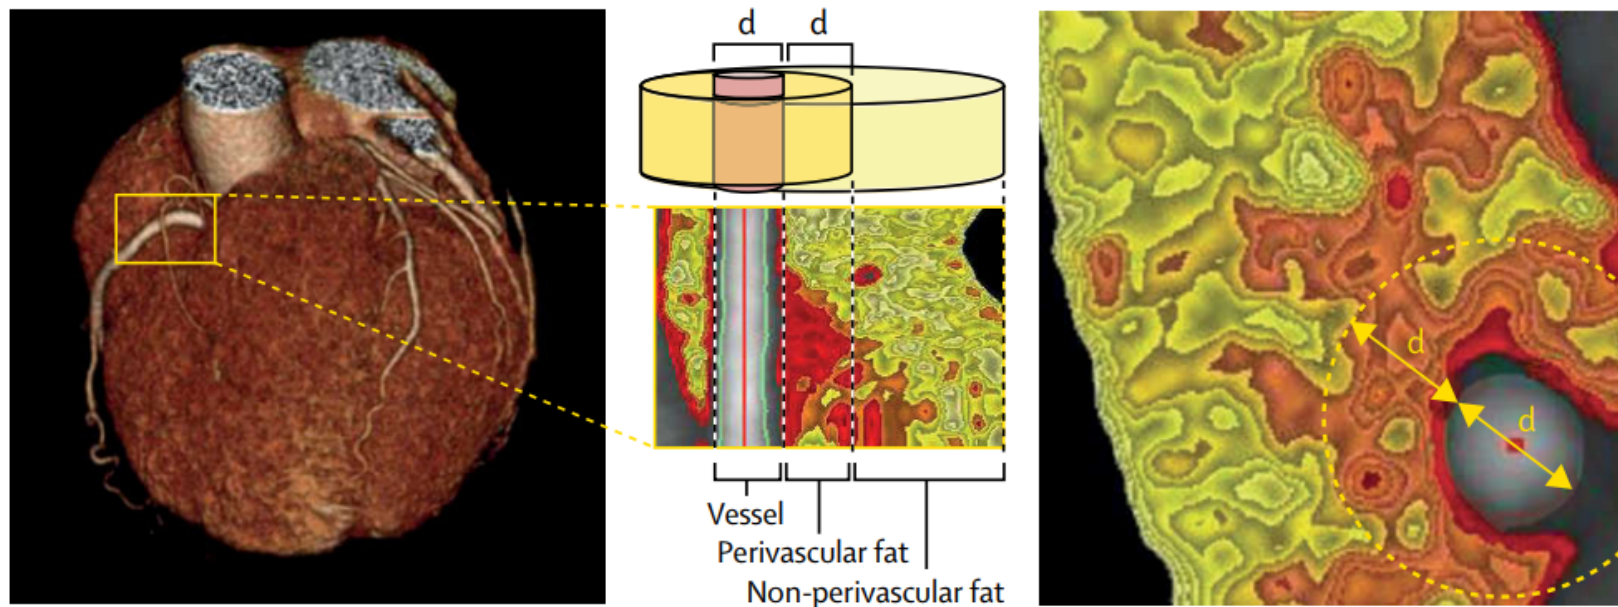 d d
Vessel
Perivascular fat
Non-perivascular fat
d
d